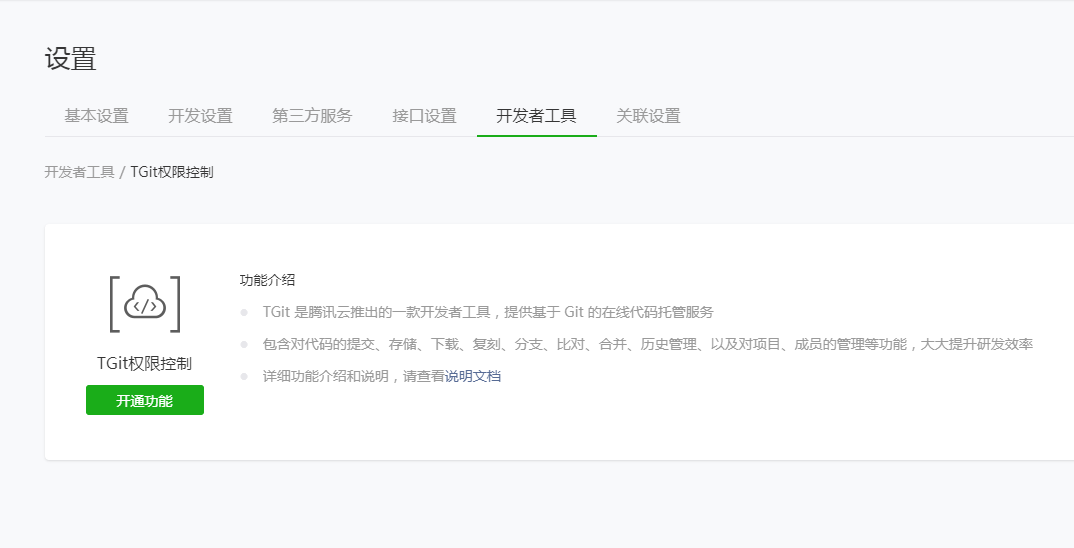 设置
基本设置 开发设置 第三方服务 接口设置 开发者工具 关联设置
开发者工具 / TGit权限控制
功能介绍
TGit 是腾讯云推出的一款开发者工具，提供基于 Git 的在线代码托管服务
包含对代码的提交、存储、下载、复刻、分支、比对、合并、历史管理、以及对项目、成员的管理等功能，大大提升研发效率
详细功能介绍和说明，请查看说明文档
</>
TGit权限控制
开通功能